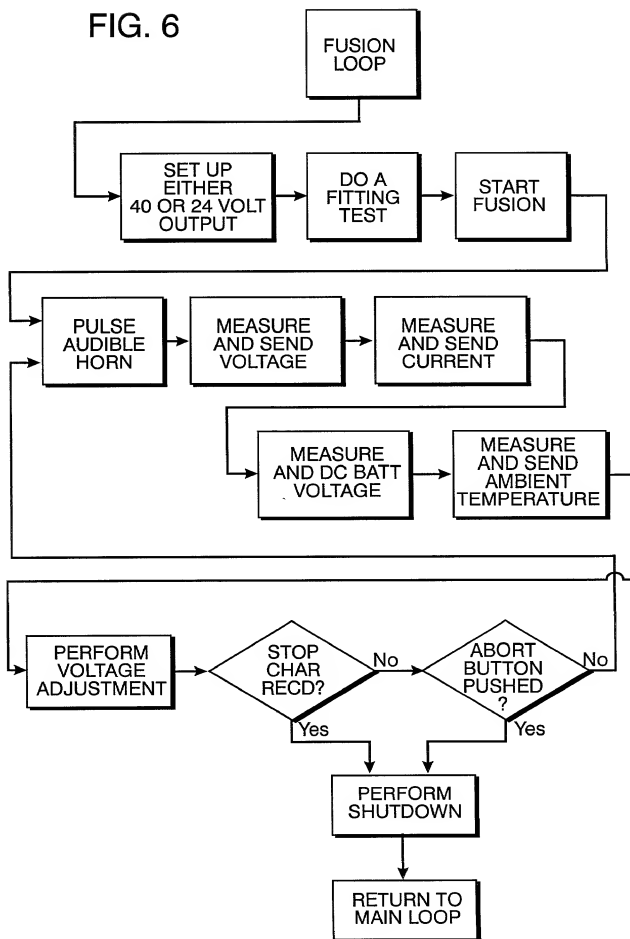 FIG. 6
FUSION
LOOP
SET UP
EITHER
40 OR 24 VOLT
OUTPUT
DO A
FITTING
TEST
START
FUSION
PULSE
AUDIBLE
HORN
MEASURE
AND SEND
VOLTAGE
MEASURE
AND SEND
CURRENT
MEASURE
AND DC BATT
VOLTAGE
MEASURE
AND SEND
AMBIENT
TEMPERATURE
PERFORM
VOLTAGE
ADJUSTMENT
STOP
CHAR
RECD?
No
Yes
ABORT
BUTTON
PUSHED
?
No
Yes
PERFORM
SHUTDOWN
RETURN TO
MAIN LOOP